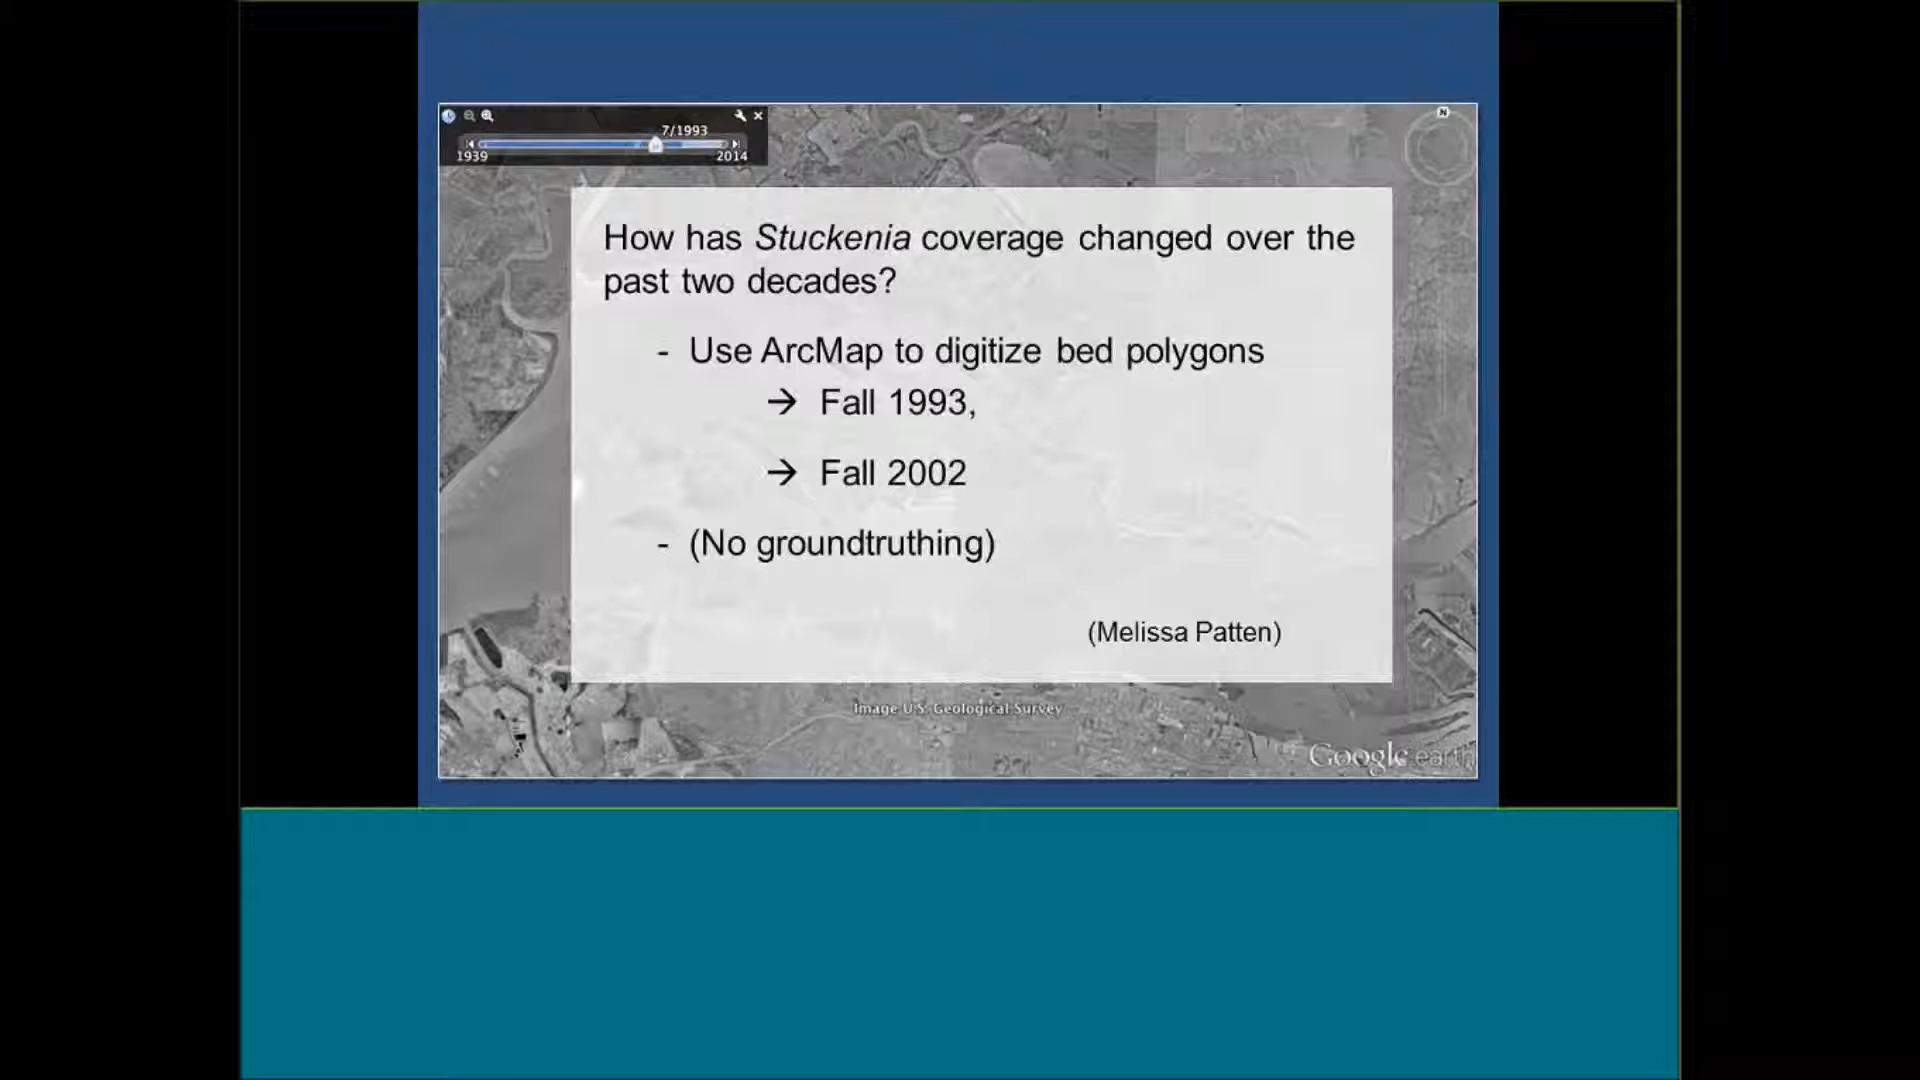 7/1993
1939
2014
N
How has Stuckenia coverage changed over the
past two decades?
- Use ArcMap to digitize bed polygons
→ Fall 1993,
→ Fall 2002
- (No groundtruthing)
(Melissa Patten)
Image U.S. Geological Survey
Google earth